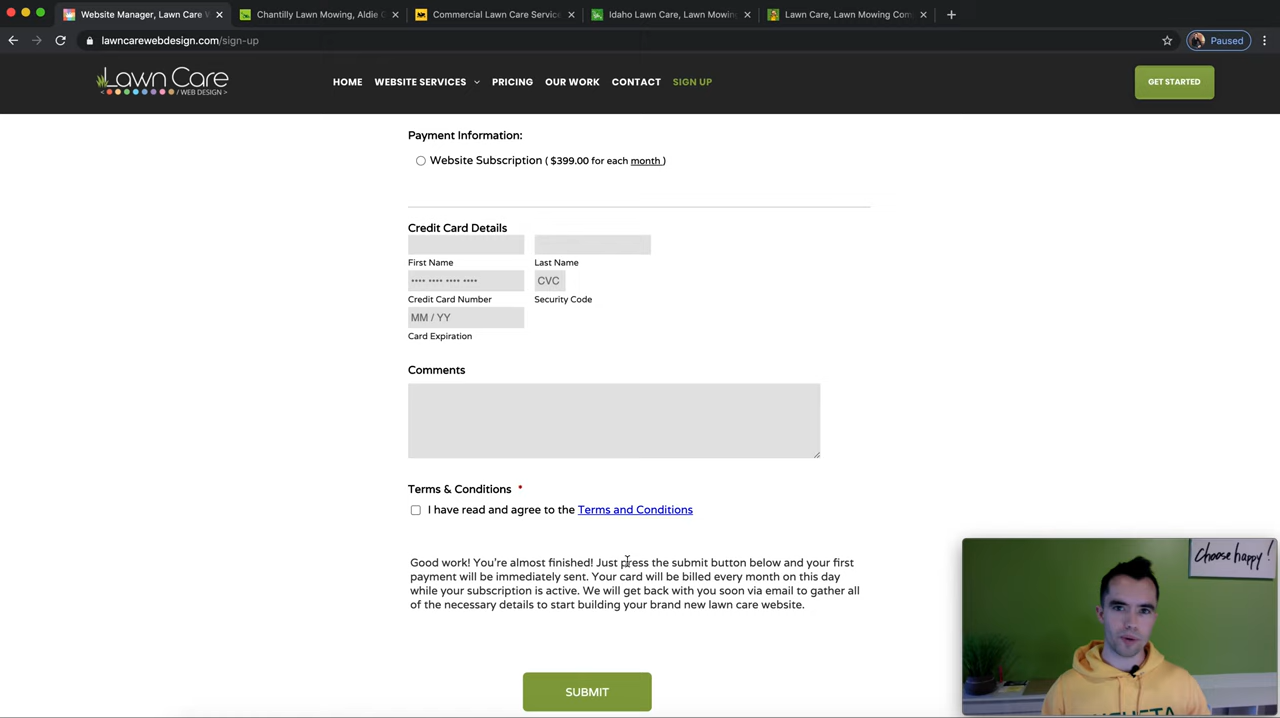 Website Manager, Lawn Care W
Chantilly Lawn Mowing, Aldie C
Commercial Lawn Care Service
Idaho Lawn Care, Lawn Mowing
Lawn Care, Lawn Mowing Com
lawncarewebdesign.com/sign-up
Paused
Lawn Care
/ WEB DESIGN >
HOME
WEBSITE SERVICES
PRICING
OUR WORK
CONTACT
SIGN UP
GET STARTED
Payment Information:
Website Subscription ( $399.00 for each month )
Credit Card Details
First Name
Last Name
•••• •••• •••• ••••
CVC
Credit Card Number
Security Code
MM / YY
Card Expiration
Comments
Terms & Conditions *
I have read and agree to the Terms and Conditions
Good work! You're almost finished! Just press the submit button below and your first
payment will be immediately sent. Your card will be billed every month on this day
while your subscription is active. We will get back with you soon via email to gather all
of the necessary details to start building your brand new lawn care website.
SUBMIT
Choose happy!